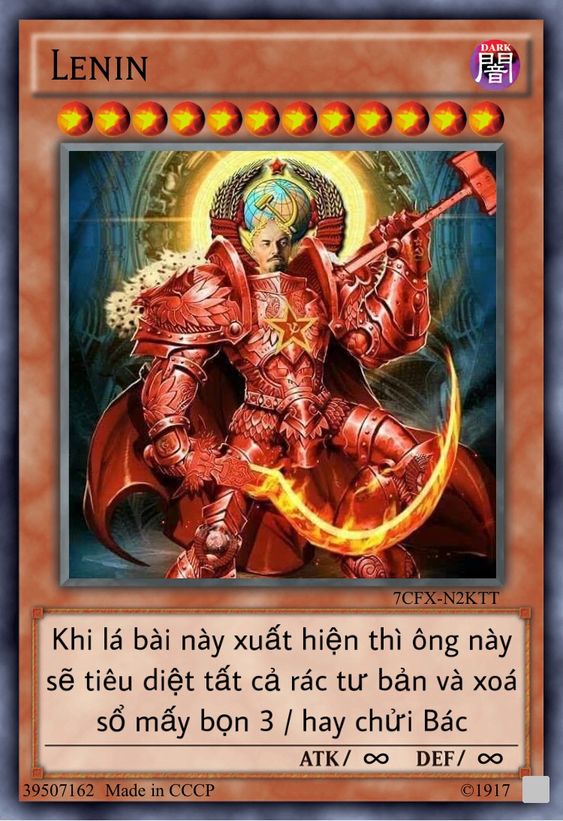 LENIN
DARK
闇
7CFX-N2KTT
Khi lá bài này xuất hiện thì ông này
sẽ tiêu diệt tất cả rác tư bản và xoá
sổ mấy bọn 3 / hay chửi Bác
ATK/ ∞ DEF/ ∞
39507162 Made in CCCP ©1917